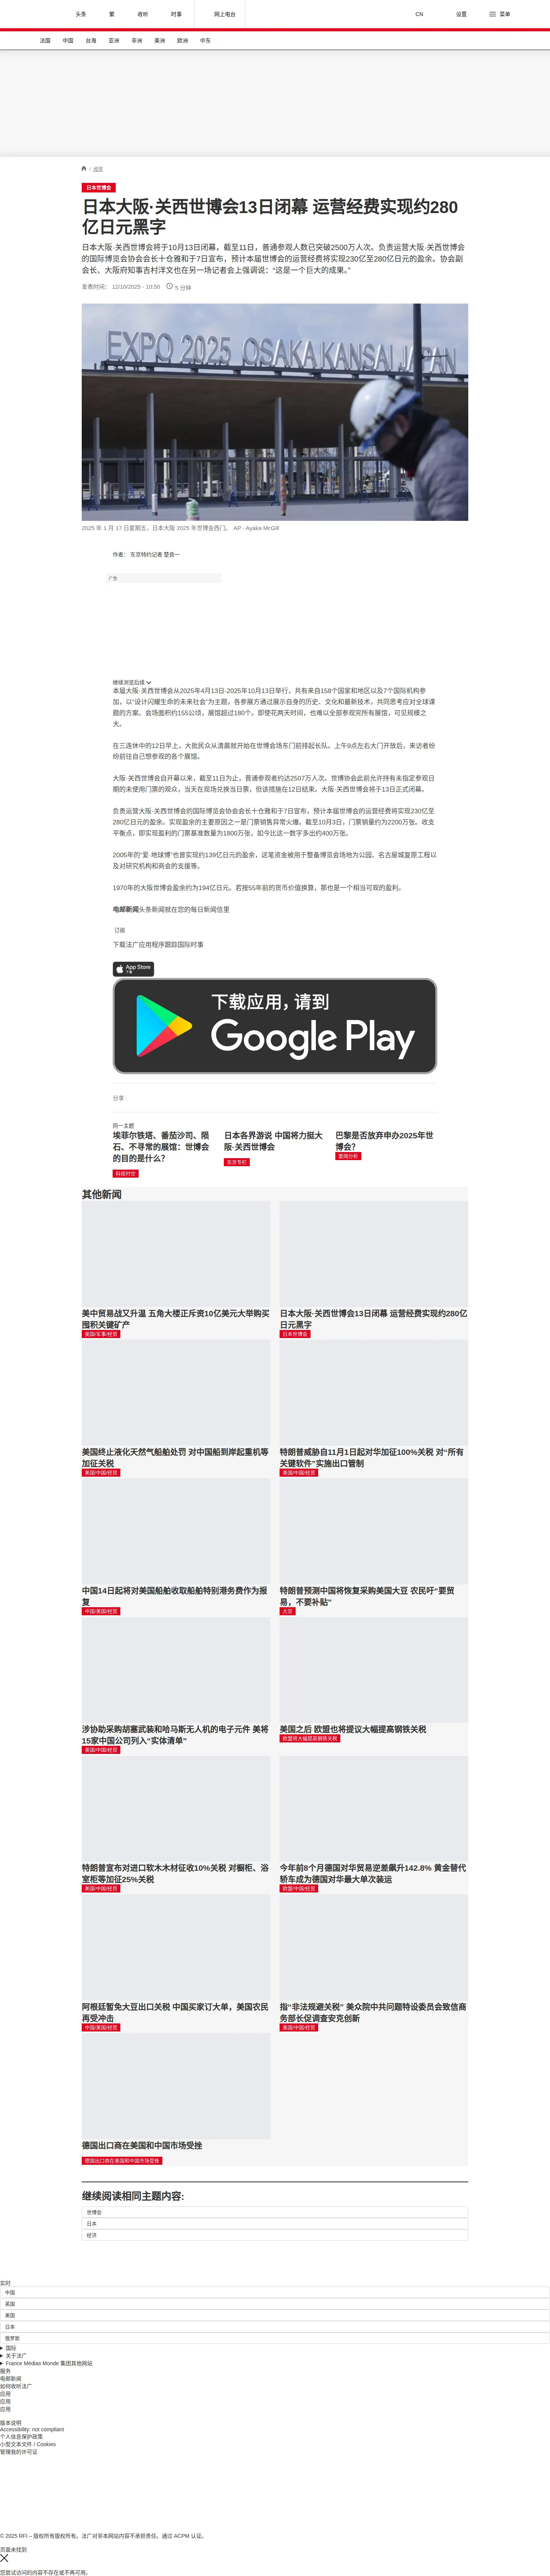 头条
繁
收听
时事
网上电台
CN
设置
菜单
法国
中国
台海
亚洲
非洲
美洲
欧洲
中东
/ 经贸
日本世博会
日本大阪·关西世博会13日闭幕 运营经费实现约280
亿日元黑字
日本大阪·关西世博会将于10月13日闭幕，截至11日，普通参观人数已突破2500万人次。负责运营大阪·关西世博会
的国际博览会协会会长十仓雅和于7日宣布，预计本届世博会的运营经费将实现230亿至280亿日元的盈余。协会副
会长、大阪府知事吉村洋文也在另一场记者会上强调说：“这是一个巨大的成果。”
发表时间： 12/10/2025 - 10:50
5 分钟
EXPO 2025 OSAKA KANSAI JAPAN
2025 年 1 月 17 日星期五，日本大阪 2025 年世博会西门。 AP - Ayaka McGill
作者： 东京特约记者 楚良一
广告
继续浏览后续
本届大阪·关西世博会从2025年4月13日-2025年10月13日举行，共有来自158个国家和地区以及7个国际机构参
加，以“设计闪耀生命的未来社会”为主题，各参展方通过展示自身的历史、文化和最新技术，共同思考应对全球课
题的方案。会场面积约155公顷，展馆超过180个。即使花两天时间，也难以全部参观完所有展馆，可见规模之
大。
在三连休中的12日早上，大批民众从清晨就开始在世博会场东门前排起长队。上午9点左右大门开放后，来访者纷
纷前往自己想参观的各个展馆。
大阪·关西世博会自开幕以来，截至11日为止，普通参观者约达2507万人次。世博协会此前允许持有未指定参观日
期的未使用门票的观众，当天在现场兑换当日票，但该措施在12日结束。大阪·关西世博会将于13日正式闭幕。
负责运营大阪·关西世博会的国际博览会协会会长十仓雅和于7日宣布，预计本届世博会的运营经费将实现230亿至
280亿日元的盈余。实现盈余的主要原因之一是门票销售异常火爆。截至10月3日，门票销量约为2200万张。收支
平衡点，即实现盈利的门票基准数量为1800万张，如今比这一数字多出约400万张。
2005年的“爱·地球博”也曾实现约139亿日元的盈余，这笔资金被用于整备博览会场地为公园、名古屋城复原工程以
及对研究机构和商会的支援等。
1970年的大阪世博会盈余约为194亿日元。若按55年前的货币价值换算，那也是一个相当可观的盈利。
电邮新闻头条新闻就在您的每日新闻信里
订阅
下载法广应用程序跟踪国际时事
App Store
下载
下载应用，请到
Google Play
分享 :
同一主题
埃菲尔铁塔、番茄沙司、陨
石、不寻常的展馆：世博会
的目的是什么？
科技时空
日本各界游说 中国将力挺大
阪·关西世博会
东京专栏
巴黎是否放弃申办2025年世
博会？
要闻分析
其他新闻
美中贸易战又升温 五角大楼正斥资10亿美元大举购买
囤积关键矿产
美国/军事/经贸
日本大阪·关西世博会13日闭幕 运营经费实现约280亿
日元黑字
日本世博会
美国终止液化天然气船舶处罚 对中国船到岸起重机等
加征关税
美国/中国/经贸
特朗普威胁自11月1日起对华加征100%关税 对“所有
关键软件”实施出口管制
美国/中国/经贸
中国14日起将对美国船舶收取船舶特别港务费作为报
复
中国/美国/经贸
特朗普预测中国将恢复采购美国大豆 农民吁“要贸
易，不要补贴”
大豆
涉协助采购胡塞武装和哈马斯无人机的电子元件 美将
15家中国公司列入“实体清单”
美国/中国/经贸
美国之后 欧盟也将提议大幅提高钢铁关税
欧盟将大幅提高钢铁关税
特朗普宣布对进口软木木材征收10%关税 对橱柜、浴
室柜等加征25%关税
美国/中国/经贸
今年前8个月德国对华贸易逆差飙升142.8% 黄金替代
轿车成为德国对华最大单次装运
欧盟/中国/经贸
阿根廷暂免大豆出口关税 中国买家订大单，美国农民
再受冲击
中国/美国/经贸
指“非法规避关税” 美众院中共问题特设委员会致信商
务部长促调查安克创新
美国/中国/经贸
德国出口商在美国和中国市场受挫
德国出口商在美国和中国市场受挫
继续阅读相同主题内容:
世博会
日本
经济
实时
中国
英国
美国
日本
俄罗斯
国际
关于法广
France Médias Monde 集团其他网站
服务
电邮新闻
如何收听法广
应用
应用
应用
版本说明
Accessibility: not compliant
个人信息保护政策
小型文本文件 / Cookies
管理我的许可证
© 2025 RFI – 版权所有版权所有。法广对非本网站内容不承担责任。通过 ACPM 认证。
页面未找到
您尝试访问的内容不存在或不再可用。